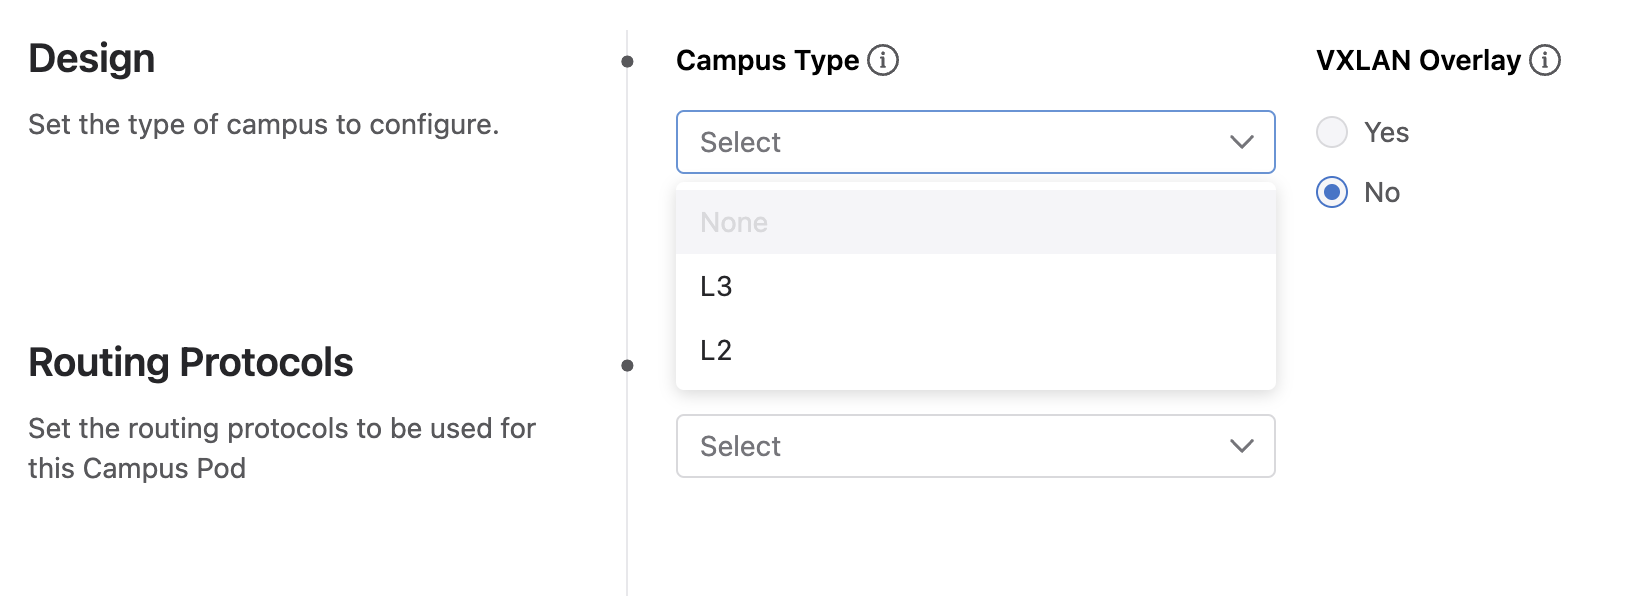 Design
Set the type of campus to configure.
Campus Type
Select
None
L3
L2
VXLAN Overlay
Yes
No
Routing Protocols
Set the routing protocols to be used for
this Campus Pod
Select